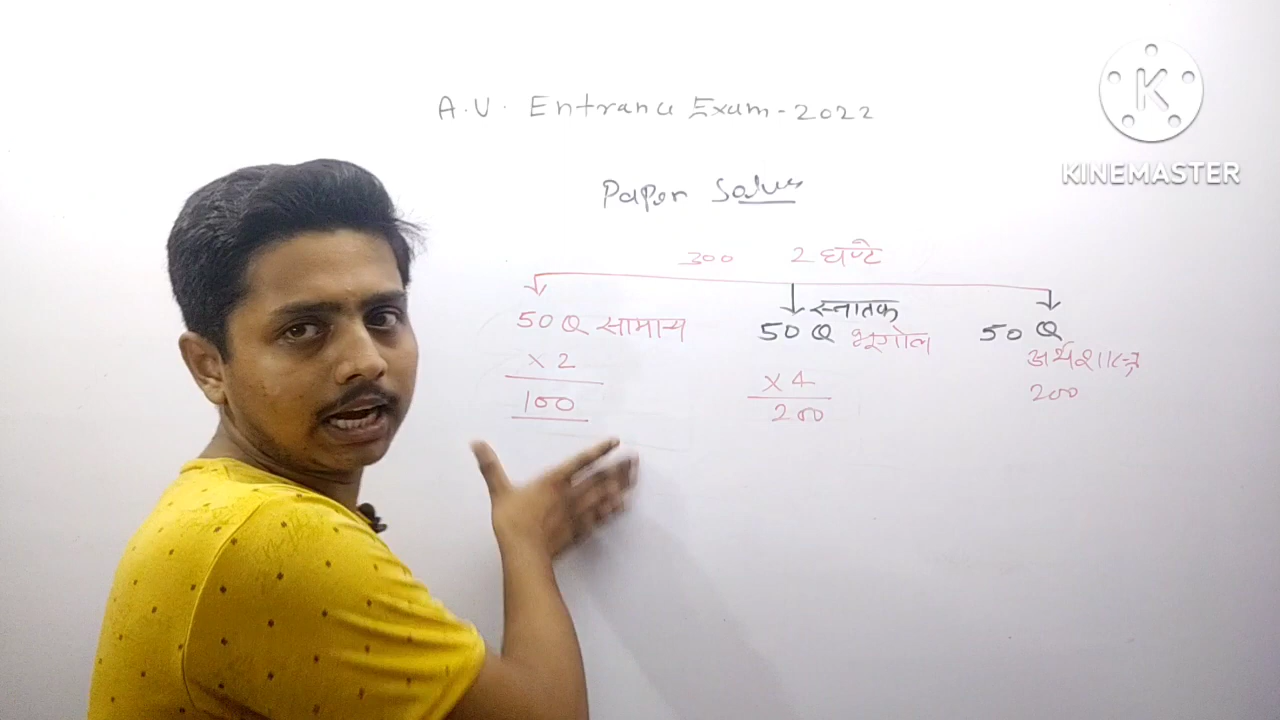 A.U. Entrance Exam-2022
Paper Solve
300 2 घण्टे
50 Q सामान्य
× 2
100
स्नातक
50 Q भूगोल
× 4
200
50 Q
अर्थशास्त्र
200
K
KINEMASTER